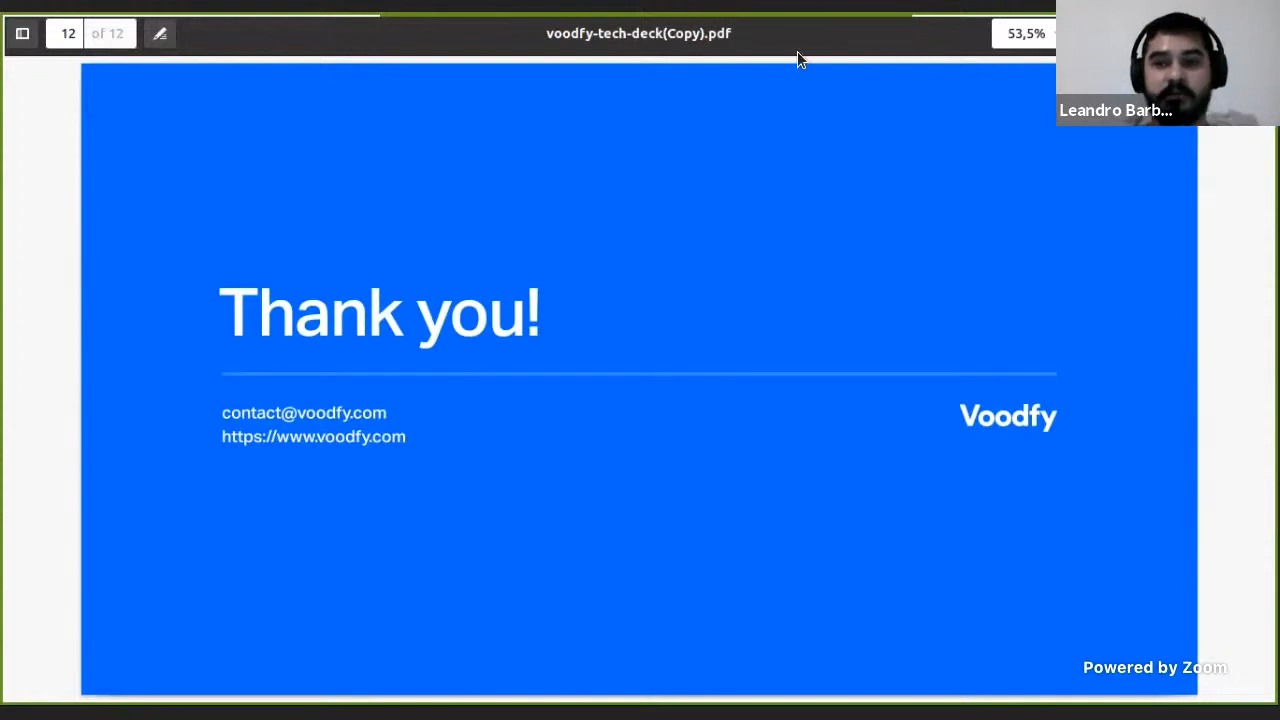 12 of 12
voodfy-tech-deck(Copy).pdf
53,5%
Leandro Barb...
Thank you!
contact@voodfy.com
https://www.voodfy.com
Voodfy
Powered by Zoom